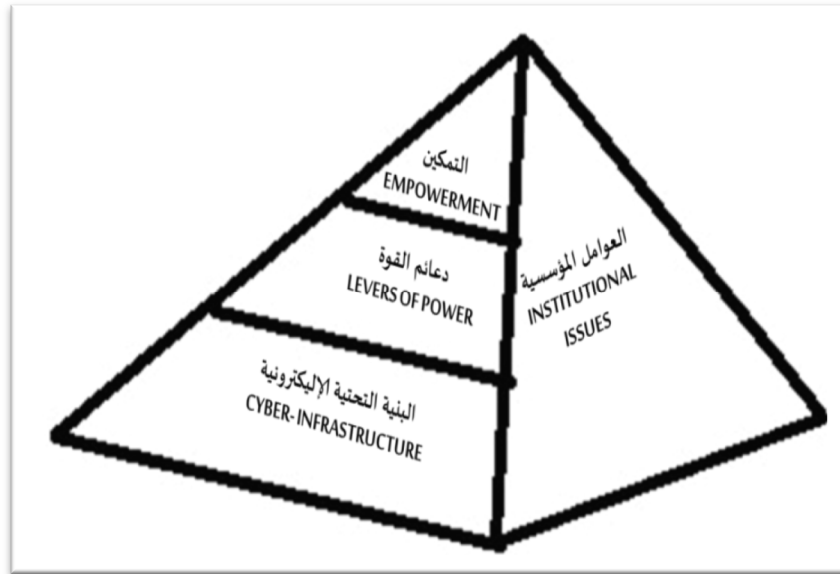 التمكين
EMPOWERMENT
دعائم القوة
LEVERS OF POWER
البنية التحتية الإليكترونية
CYBER-INFRASTRUCTURE
العوامل المؤسسية
INSTITUTIONAL
ISSUES